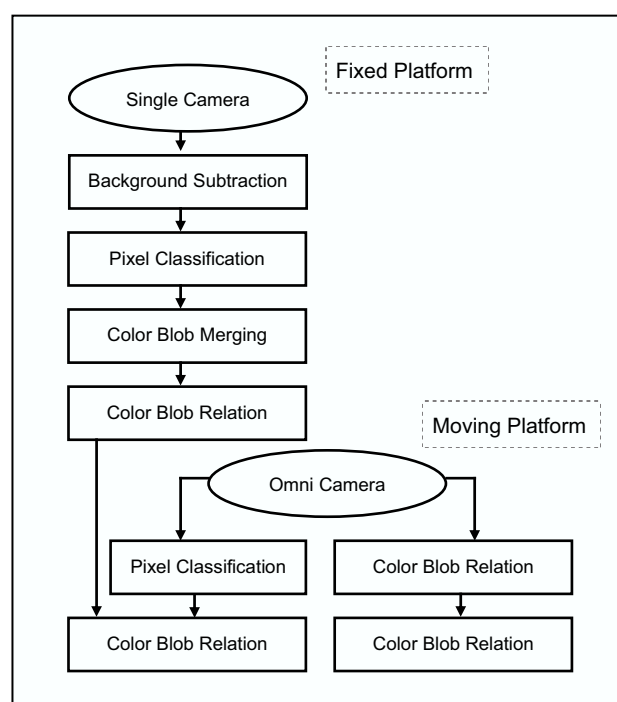 Fixed Platform
Single Camera
Background Subtraction
Pixel Classification
Color Blob Merging
Color Blob Relation
Moving Platform
Omni Camera
Pixel Classification
Color Blob Relation
Color Blob Relation
Color Blob Relation